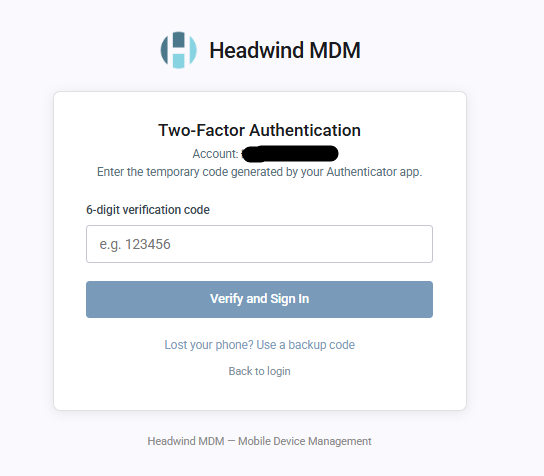 Headwind MDM
Two-Factor Authentication
Account:
Enter the temporary code generated by your Authenticator app.
6-digit verification code
e.g. 123456
Verify and Sign In
Lost your phone? Use a backup code
Back to login
Headwind MDM — Mobile Device Management